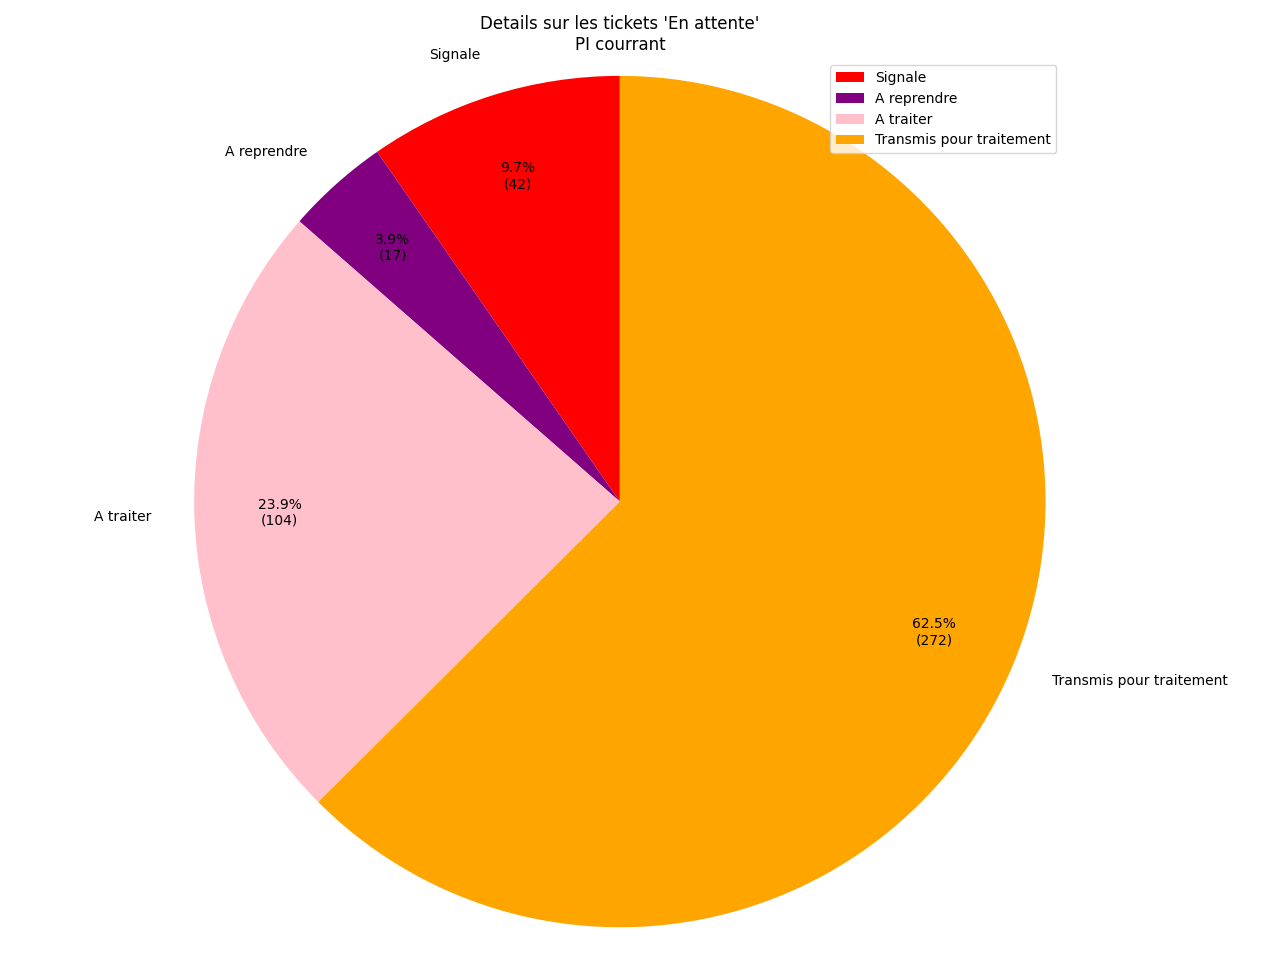 Details sur les tickets 'En attente'
PI courrant
Signale
Signale
A reprendre
A traiter
Transmis pour traitement
A reprendre
9.7%
(42)
3.9%
(17)
23.9%
(104)
A traiter
62.5%
(272)
Transmis pour traitement